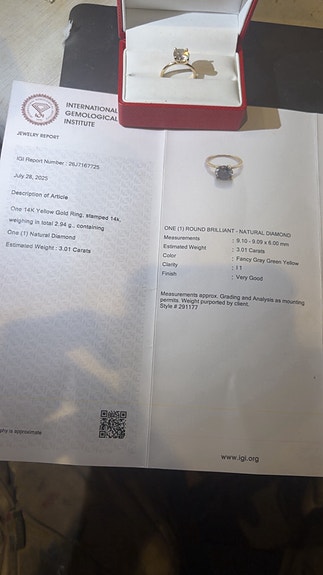 INTERNATIONAL
GEMOLOGICAL
INSTITUTE
JEWELRY REPORT
IGI Report Number : 26J7167725
July 28, 2025
Description of Article
One 14K Yellow Gold Ring, stamped 14k,
weighing in total 2.94 g., containing
One (1) Natural Diamond
Estimated Weight : 3.01 Carats
ONE (1) ROUND BRILLIANT - NATURAL DIAMOND
Measurements : 9.10 - 9.09 x 6.00 mm
Estimated Weight : 3.01 Carats
Color : Fancy Gray Green Yellow
Clarity : I 1
Finish : Very Good
Measurements approx. Grading and Analysis as mounting
permits. Weight purported by client.
Style # 291177
phy is approximate
www.igi.org